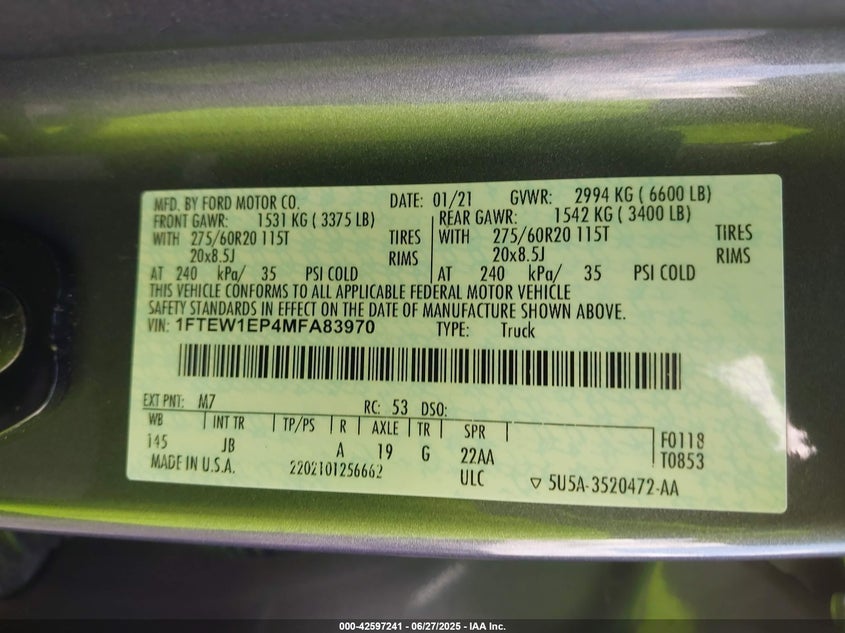 MFD. BY FORD MOTOR CO. DATE: 01/21 GVWR: 2994 KG ( 6600 LB)
FRONT GAWR: 1531 KG ( 3375 LB) REAR GAWR: 1542 KG ( 3400 LB)
WITH 275/60R20 115T TIRES WITH 275/60R20 115T TIRES
20x8.5J RIMS 20x8.5J RIMS
AT 240 kPa/ 35 PSI COLD AT 240 kPa/ 35 PSI COLD
THIS VEHICLE CONFORMS TO ALL APPLICABLE FEDERAL MOTOR VEHICLE
SAFETY STANDARDS IN EFFECT ON THE DATE OF MANUFACTURE SHOWN ABOVE.
VIN: 1FTEW1EP4MFA83970 TYPE: Truck
EXT PNT: M7 RC: 53 DSO:
WB INT TR TP/PS R AXLE TR SPR F0118
145 JB A 19 G 22AA T0853
MADE IN U.S.A. 2202101256662 ULC ▽ 5U5A-3520472-AA
000-42597241 - 06/27/2025 - IAA Inc.